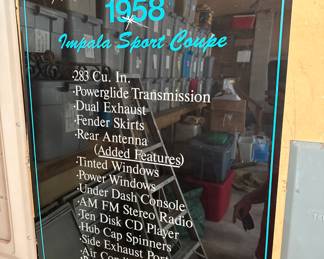 1958
Impala Sport Coupe
·283 Cu. In.
·Powerglide Transmission
·Dual Exhaust
·Fender Skirts
·Rear Antenna
(Added Features)
·Tinted Windows
·Power Windows
·Under Dash Console
·AM FM Stereo Radio
·Ten Disk CD Player
·Hub Cap Spinners
·Side Exhaust Port
·Air Con